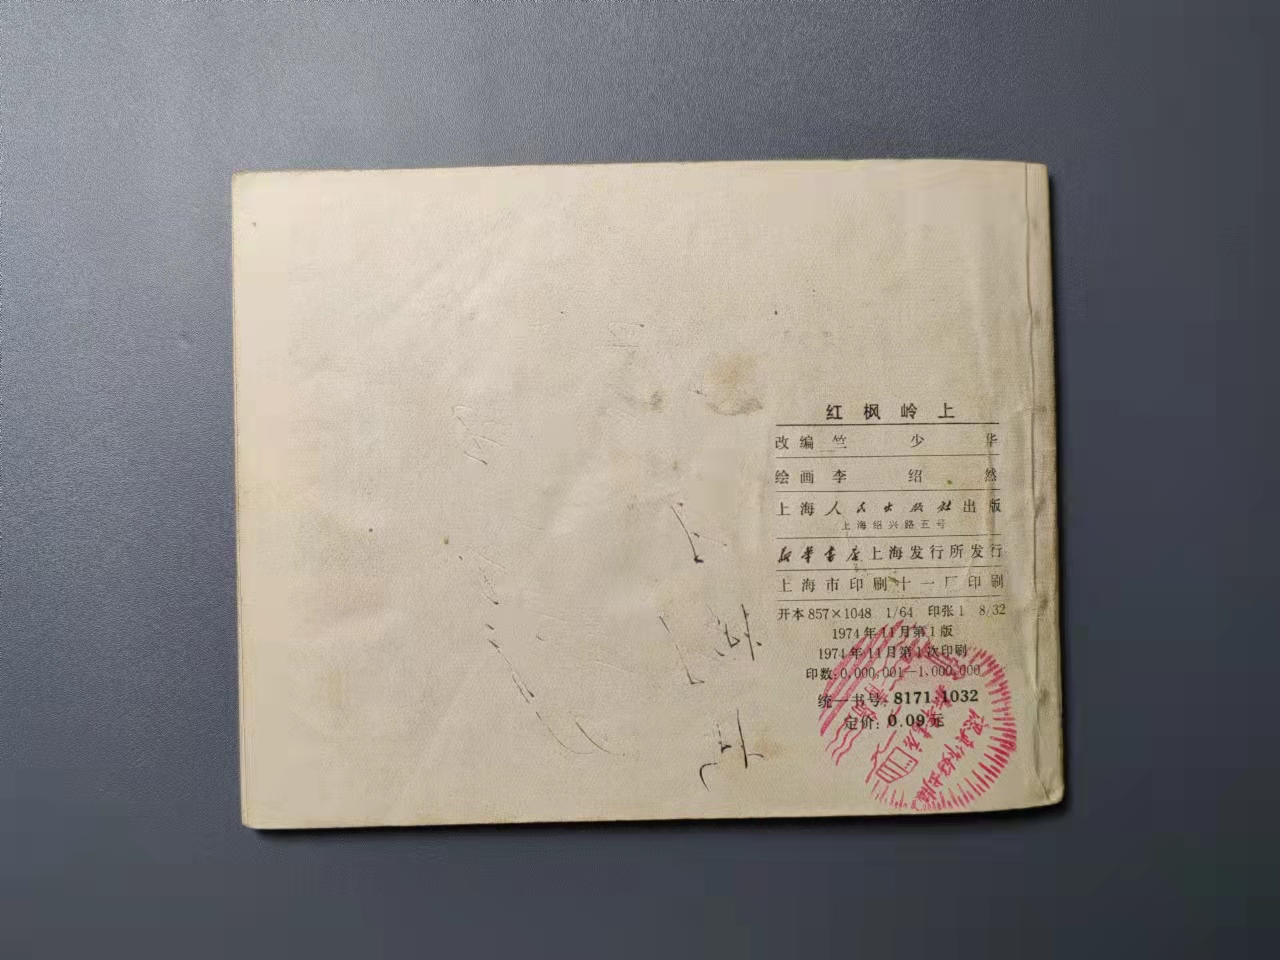 红枫岭上
改编 竺少华
绘画 李绍然
上海人民出版社出版
上海绍兴路五号
新华书店上海发行所发行
上海市印刷十一厂印刷
开本 857×1048 1/64 印张 1 8/32
1974年11月第1版
1974年11月第1次印刷
印数:0,000,001—1,000,000
统一书号:8171·1032
定价:0.09元
新华书店